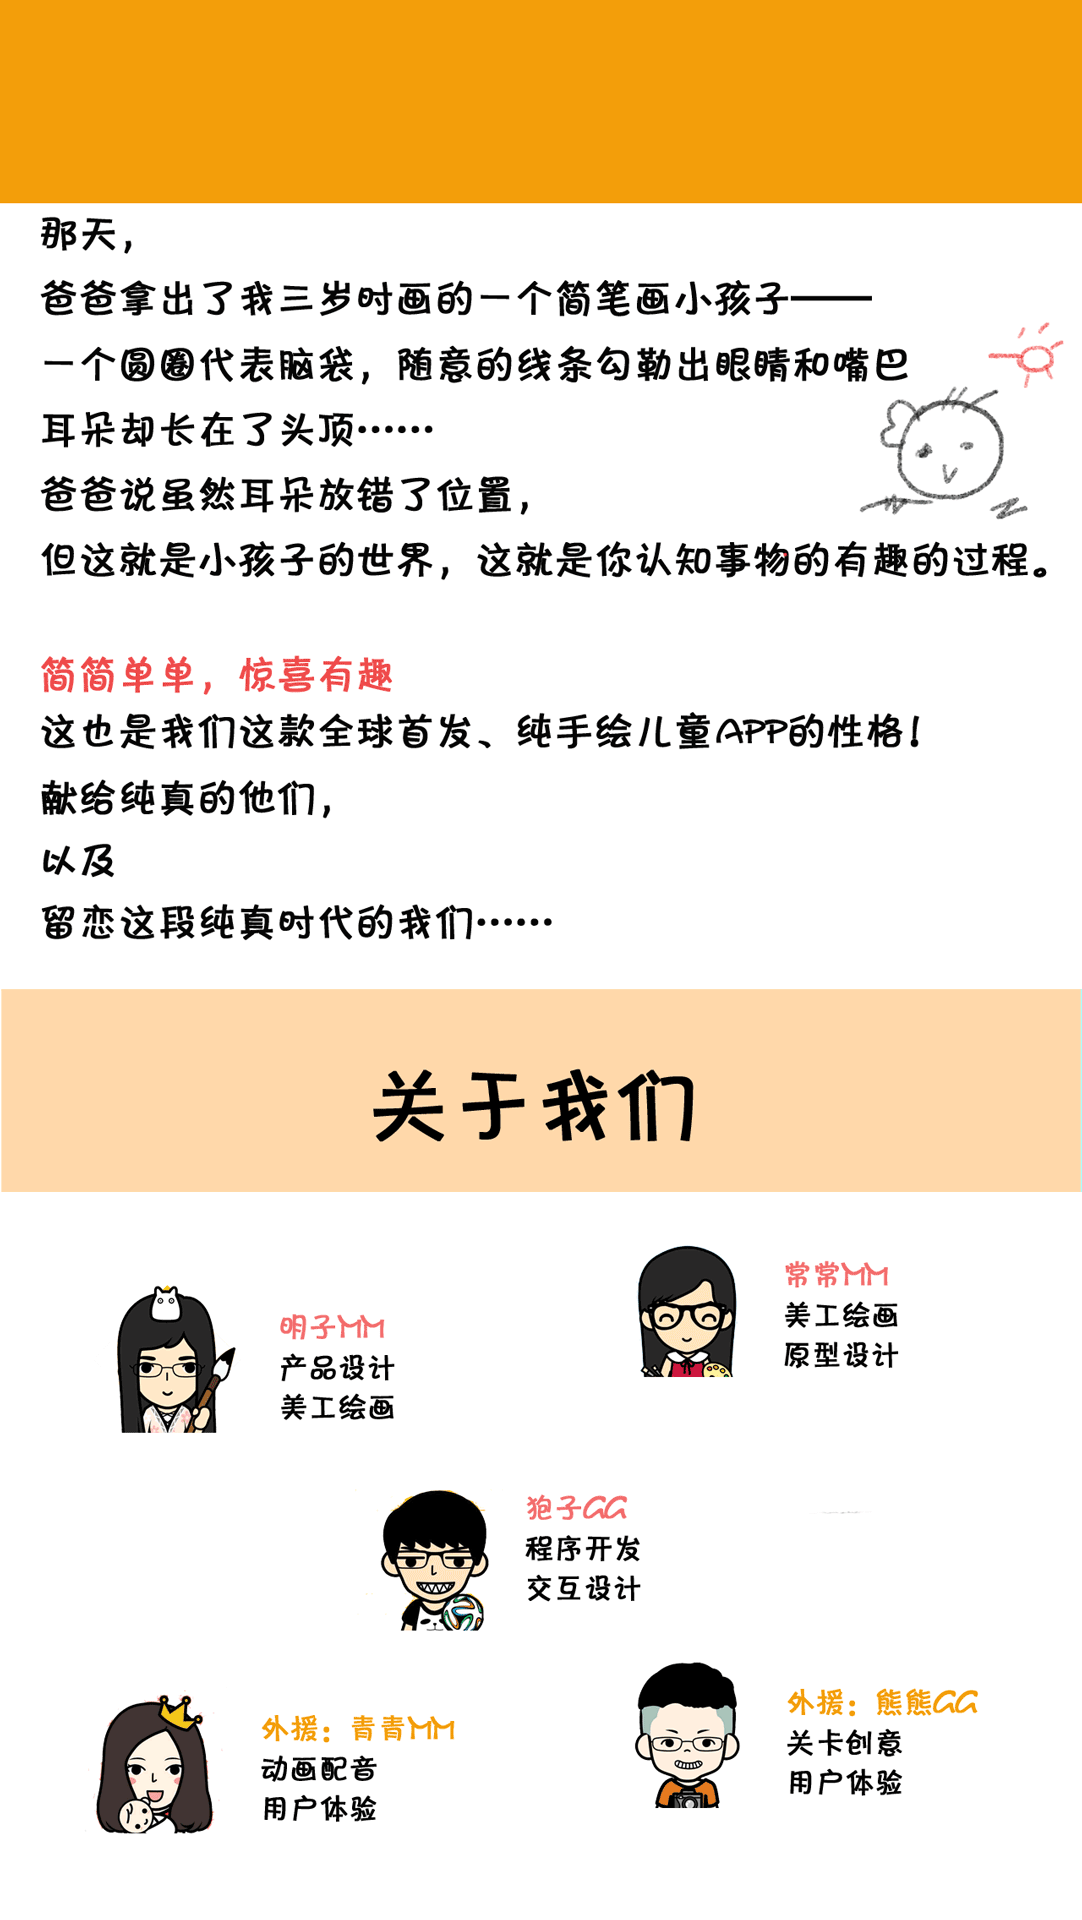 那天，
爸爸拿出了我三岁时画的一个简笔画小孩子——
一个圆圈代表脑袋，随意的线条勾勒出眼睛和嘴巴
耳朵却长在了头顶······
爸爸说虽然耳朵放错了位置，
但这就是小孩子的世界，这就是你认知事物的有趣的过程。
简简单单，惊喜有趣
这也是我们这款全球首发、纯手绘儿童APP的性格！
献给纯真的他们，
以及
留恋这段纯真时代的我们······
关于我们
明子MM
产品设计
美工绘画
常常MM
美工绘画
原型设计
狍子GG
程序开发
交互设计
外援：青青MM
动画配音
用户体验
外援：熊熊GG
关卡创意
用户体验